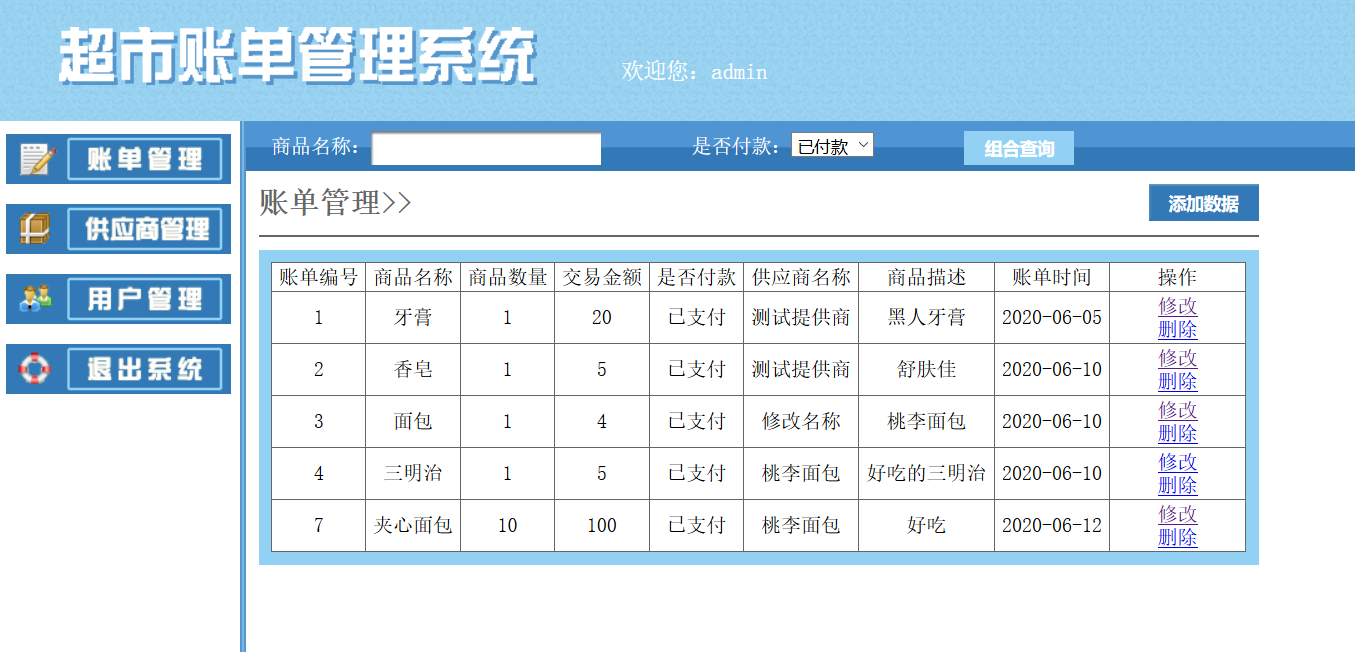 超市账单管理系统
欢迎您：admin
账单管理
供应商管理
用户管理
退出系统
商品名称： 是否付款： 已付款 组合查询
账单管理>> 添加数据
账单编号 商品名称 商品数量 交易金额 是否付款 供应商名称 商品描述 账单时间 操作
1 牙膏 1 20 已支付 测试提供商 黑人牙膏 2020-06-05 修改 删除
2 香皂 1 5 已支付 测试提供商 舒肤佳 2020-06-10 修改 删除
3 面包 1 4 已支付 修改名称 桃李面包 2020-06-10 修改 删除
4 三明治 1 5 已支付 桃李面包 好吃的三明治 2020-06-10 修改 删除
7 夹心面包 10 100 已支付 桃李面包 好吃 2020-06-12 修改 删除